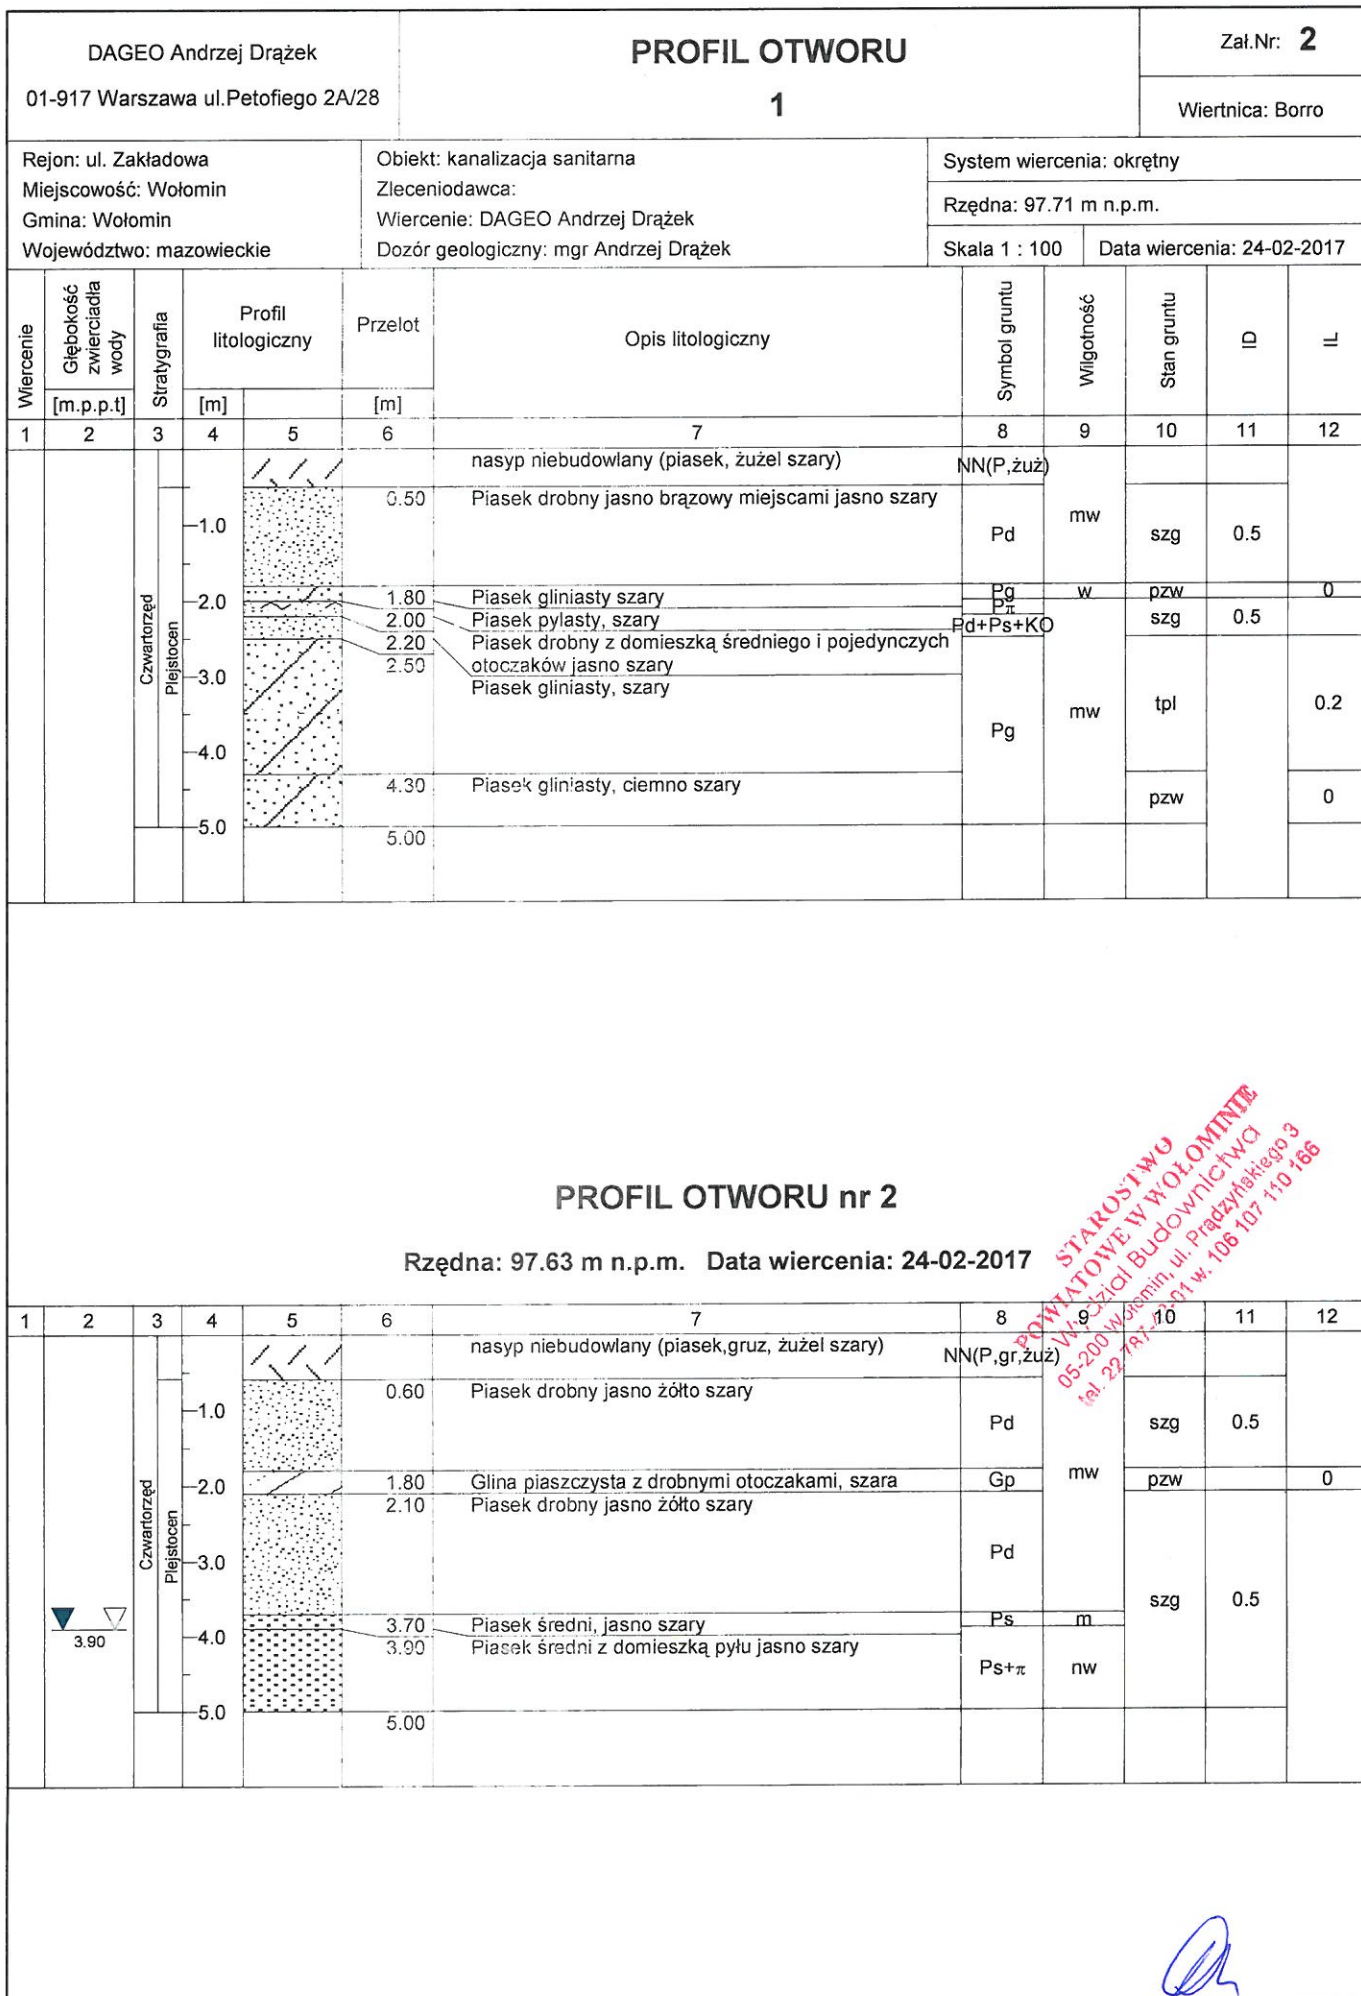 DAGEO Andrzej Drążek
01-917 Warszawa ul.Petofiego 2A/28
PROFIL OTWORU
1
Zał.Nr: 2
Wiertnica: Borro
Rejon: ul. Zakładowa
Miejscowość: Wołomin
Gmina: Wołomin
Województwo: mazowieckie
Obiekt: kanalizacja sanitarna
Zleceniodawca:
Wiercenie: DAGEO Andrzej Drążek
Dozór geologiczny: mgr Andrzej Drążek
System wiercenia: okrętny
Rzędna: 97.71 m n.p.m.
Skala 1 : 100 Data wiercenia: 24-02-2017
Wiercenie
Głębokość
zwierciadła
wody
[m.p.p.t]
Stratygrafia
Profil
litologiczny
[m]
Przelot
[m]
Opis litologiczny
Symbol gruntu
Wilgotność
Stan gruntu
ID
IL
1 2 3 4 5 6 7 8 9 10 11 12
nasyp niebudowlany (piasek, żużel szary) NN(P,żuż)
0.50 Piasek drobny jasno brązowy miejscami jasno szary
1.0 Pd mw szg 0.5
1.80 Piasek gliniasty szary Pg w pzw 0
2.0 2.00 Piasek pylasty, szary Pπ szg 0.5
2.20 Piasek drobny z domieszką średniego i pojedynczych
otoczaków jasno szary Pd+Ps+KO
2.50 Piasek gliniasty, szary
Czwartorzęd
Plejstocen
3.0
Pg mw tpl 0.2
4.0
4.30 Piasek gliniasty, ciemno szary
pzw 0
5.0 5.00
PROFIL OTWORU nr 2
Rzędna: 97.63 m n.p.m. Data wiercenia: 24-02-2017
STAROSTWO
POWIATOWE W WOŁOMINIE
Wydział Budownictwa
05-200 Wołomin, ul. Prądzyńskiego 3
w. 106 107 110 166
1 2 3 4 5 6 7 8 9 10 11 12
nasyp niebudowlany (piasek,gruz, żużel szary) NN(P,gr,żuż)
0.60 Piasek drobny jasno żółto szary
1.0 Pd mw szg 0.5
1.80 Glina piaszczysta z drobnymi otoczakami, szara Gp pzw 0
2.0
2.10 Piasek drobny jasno żółto szary
Czwartorzęd
Plejstocen
3.0 Pd
szg 0.5
3.70 Piasek średni, jasno szary Ps m
3.90
4.0 3.90 Piasek średni z domieszką pyłu jasno szary
Ps+π nw
5.0 5.00